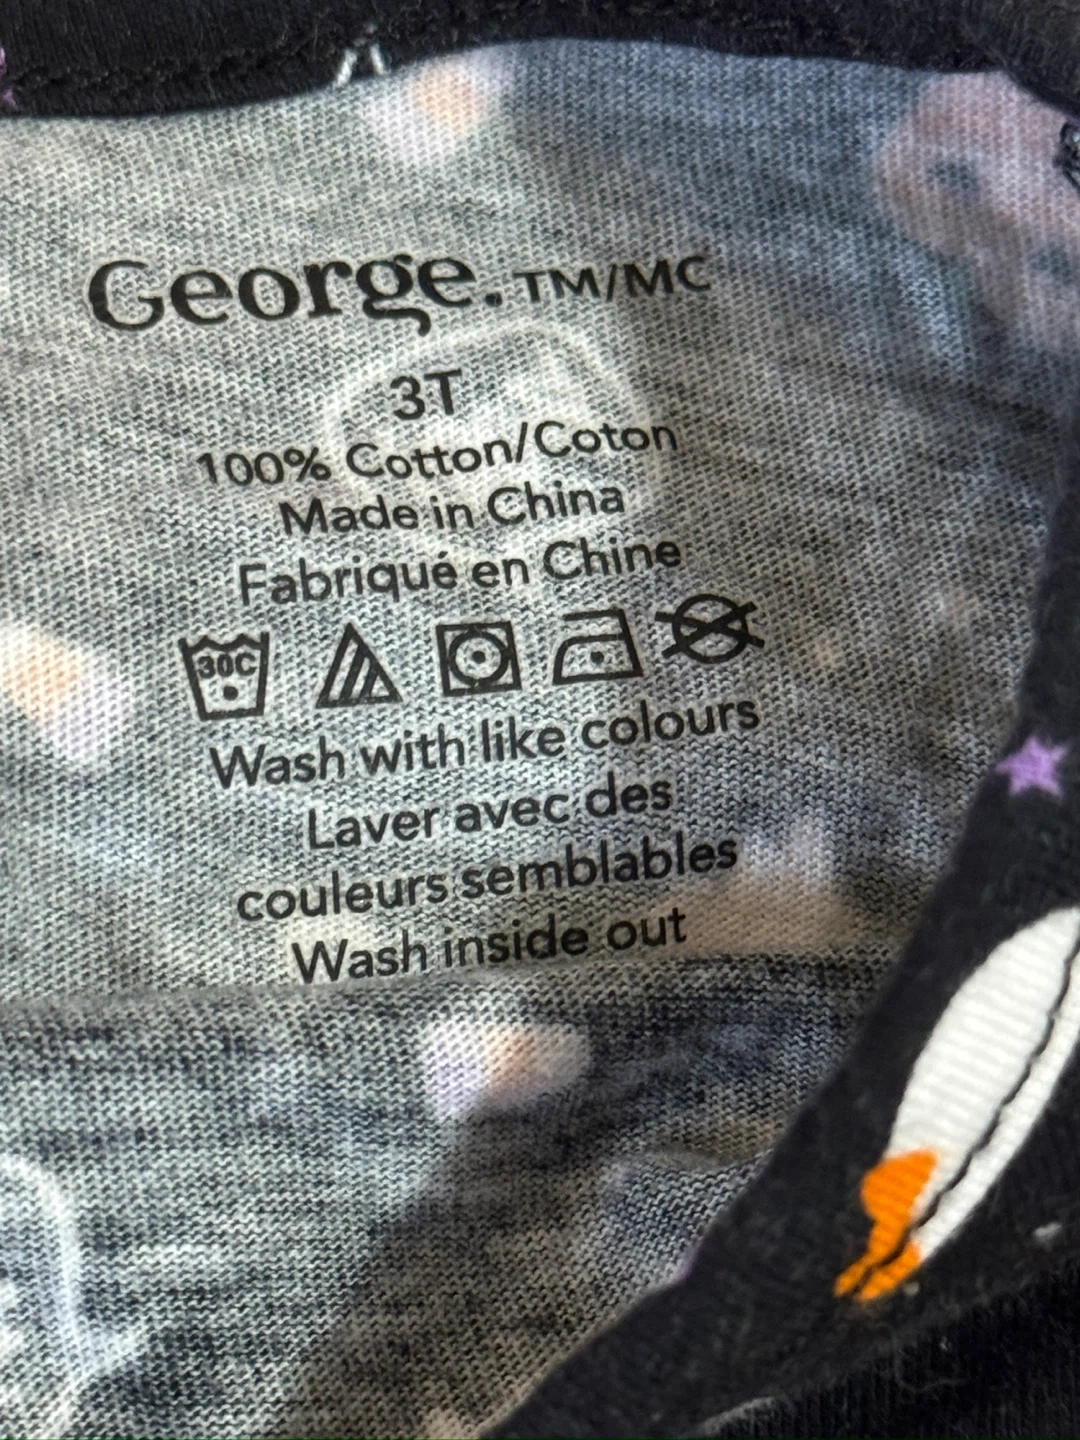 George.TM/MC
3T
100% Cotton/Coton
Made in China
Fabriqué en Chine
30C
Wash with like colours
Laver avec des
couleurs semblables
Wash inside out